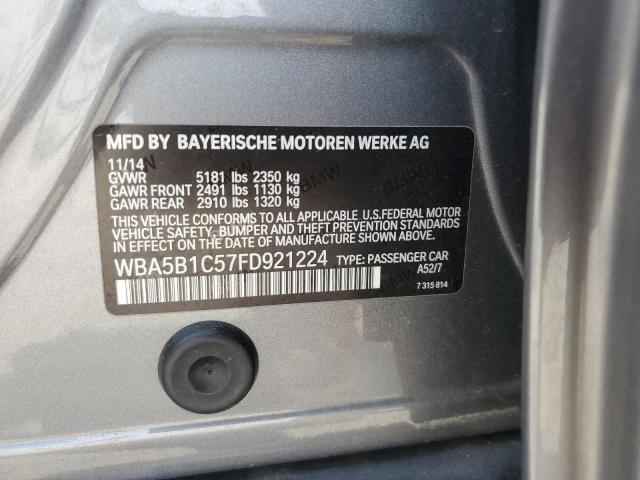 MFD BY BAYERISCHE MOTOREN WERKE AG
11/14
GVWR 5181 lbs 2350 kg
GAWR FRONT 2491 lbs 1130 kg
GAWR REAR 2910 lbs 1320 kg
THIS VEHICLE CONFORMS TO ALL APPLICABLE U.S.FEDERAL MOTOR
VEHICLE SAFETY, BUMPER AND THEFT PREVENTION STANDARDS
IN EFFECT ON THE DATE OF MANUFACTURE SHOWN ABOVE.
WBA5B1C57FD921224 TYPE: PASSENGER CAR
A52/7
7 315 814
BMW